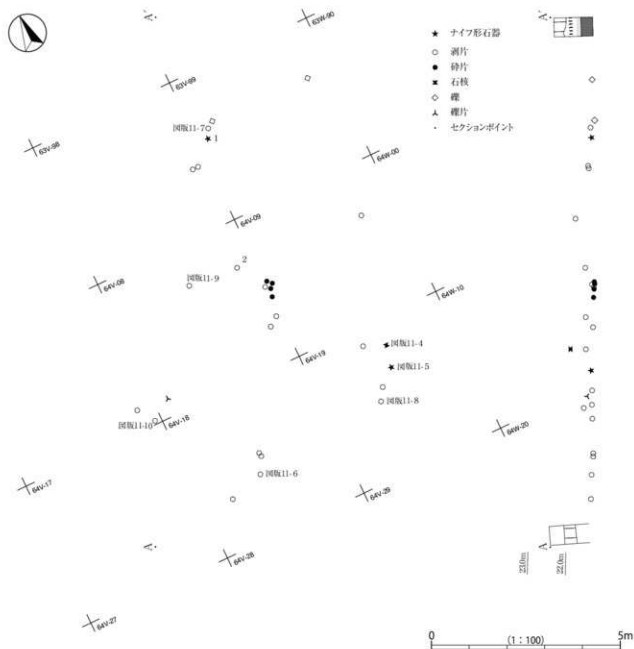 A'
63W-90
A'
★ ナイフ形石器
○ 剥片
● 砕片
石核
◇ 礫
礫片
・ セクションポイント
63V-99
図版11-7
1
63V-98
64W-00
64V-09
2
図版11-9
64V-08
64W-10
図版11-4
64V-19
図版11-5
図版11-8
図版11-10
64V-18
64W-20
図版11-6
64V-17
64V-29
A
64V-28
A
23.0m
22.0m
64V-27
0
(1：100)
5m